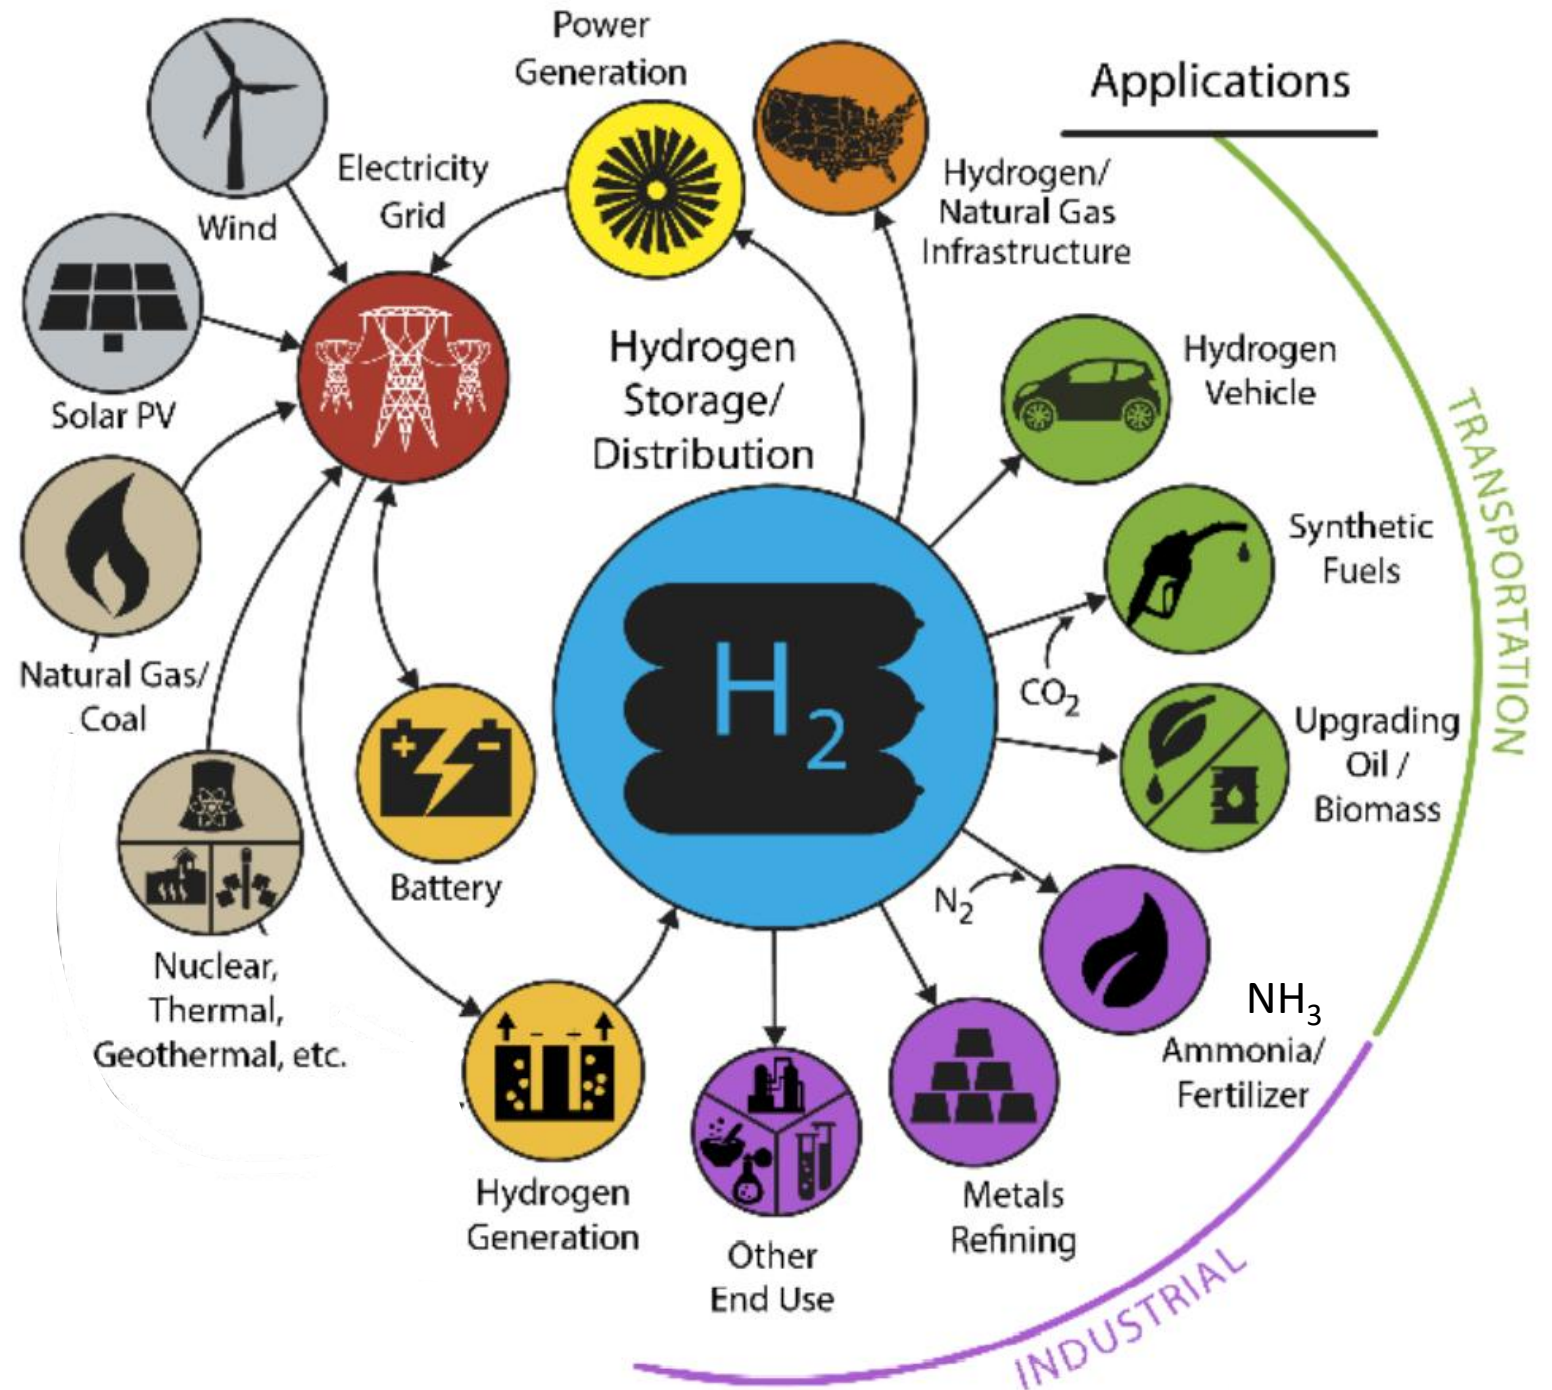 Power
Generation
Applications
Electricity
Grid
Wind
Hydrogen/
Natural Gas
Infrastructure
Solar PV
Hydrogen
Storage/
Distribution
Hydrogen
Vehicle
TRANSPORTATION
Synthetic
Fuels
Natural Gas/
Coal
H2
CO2
Upgrading
Oil /
Biomass
+ -
Battery
N2
Nuclear,
Thermal,
Geothermal, etc.
NH3
Ammonia/
Fertilizer
Hydrogen
Generation
Metals
Refining
Other
End Use
INDUSTRIAL